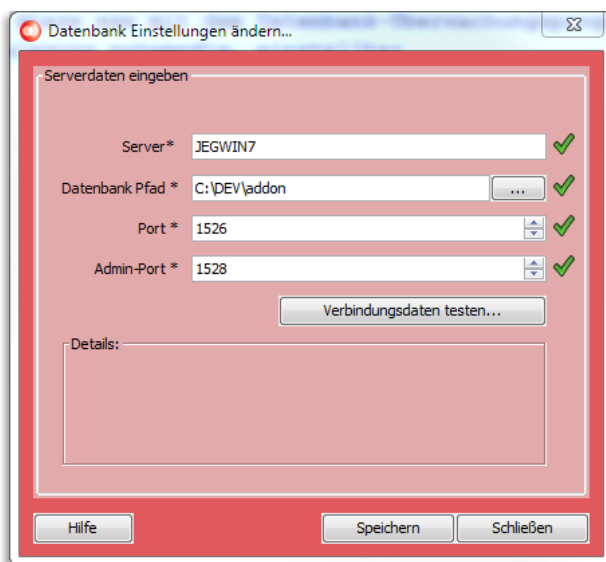 Datenbank Einstellungen ändern...
Serverdaten eingeben
Server* JEGWIN7
Datenbank Pfad * C:\DEV\addon ...
Port * 1526
Admin-Port * 1528
Verbindungsdaten testen...
Details:
Hilfe Speichern Schließen